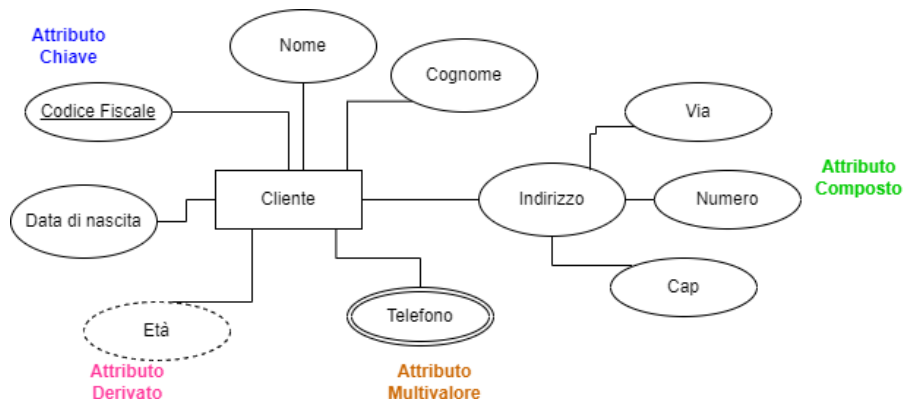 Attributo
Chiave
Nome
Cognome
Codice Fiscale
Via
Attributo
Composto
Cliente
Indirizzo
Numero
Data di nascita
Cap
Età
Telefono
Attributo
Derivato
Attributo
Multivalore